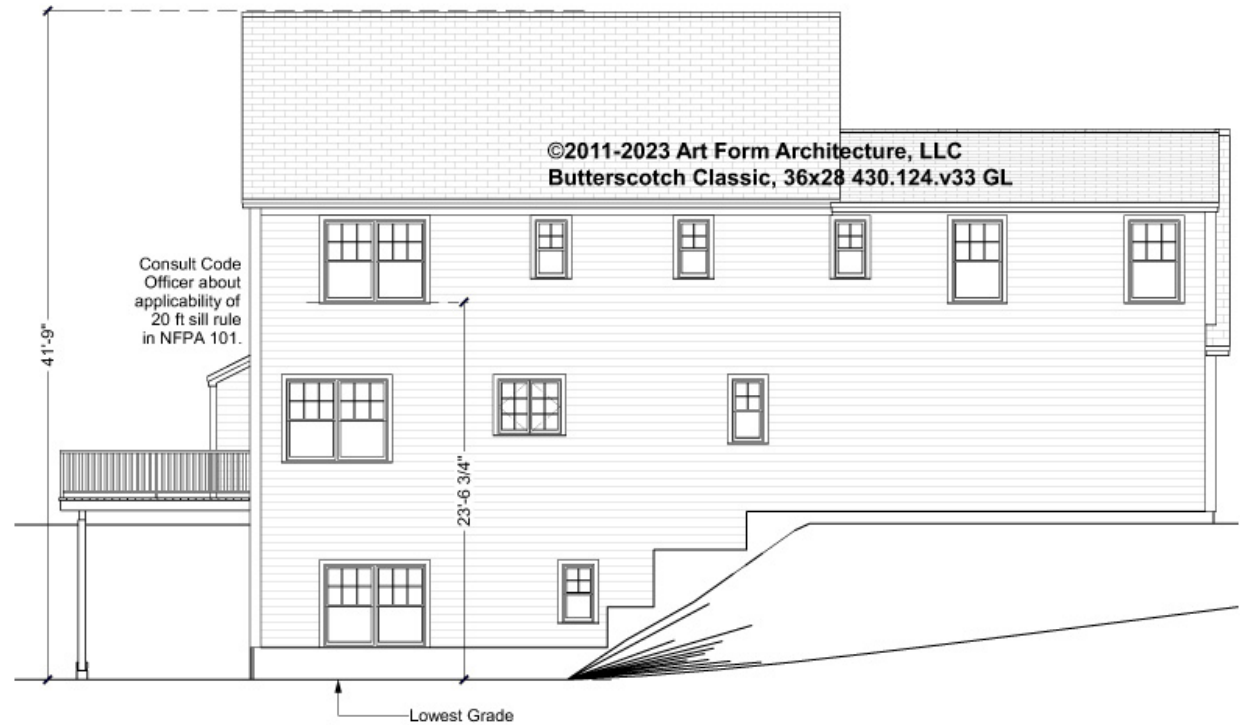 ©2011-2023 Art Form Architecture, LLC
Butterscotch Classic, 36x28 430.124.v33 GL
Consult Code
Officer about
applicability of
20 ft sill rule
in NFPA 101.
41'-9"
23'-6 3/4"
Lowest Grade